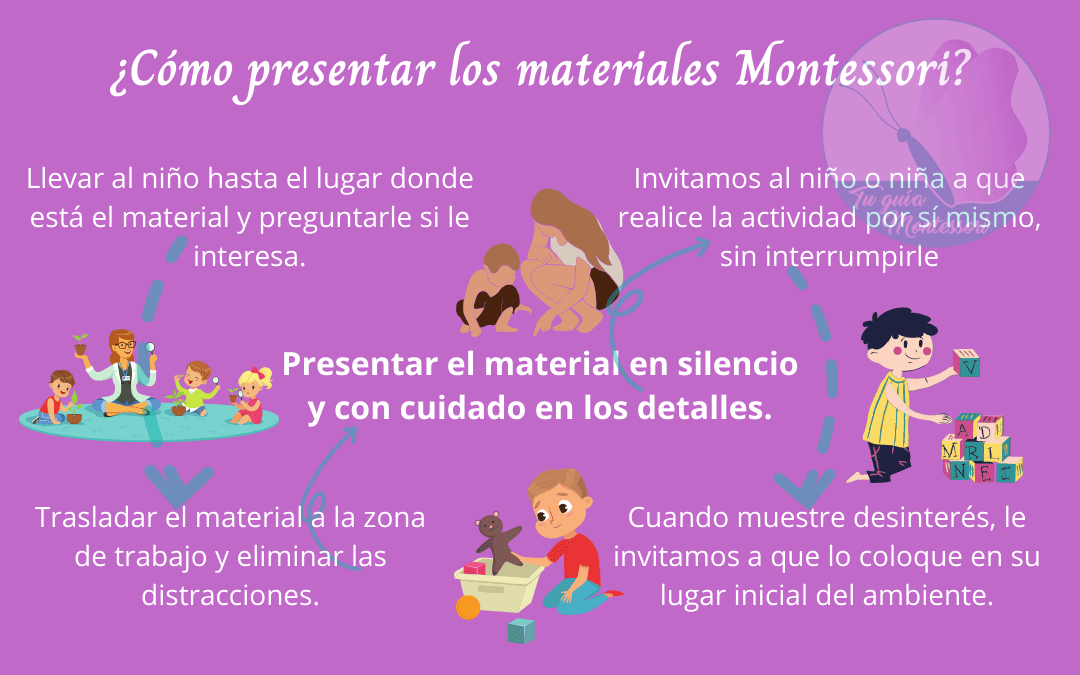 ¿Cómo presentar los materiales Montessori?
Llevar al niño hasta el lugar donde
está el material y preguntarle si le
interesa.
Trasladar el material a la zona
de trabajo y eliminar las
distracciones.
Presentar el material en silencio
y con cuidado en los detalles.
Invitamos al niño o niña a que
realice la actividad por sí mismo,
sin interrumpirle
Tu guía
Montessori
Cuando muestre desinterés, le
invitamos a que lo coloque en su
lugar inicial del ambiente.
V
A D
M R L
N E J